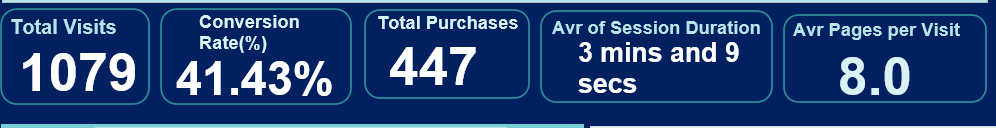 Total Visits
1079
Conversion
Rate(%)
41.43%
Total Purchases
447
Avr of Session Duration
3 mins and 9
secs
Avr Pages per Visit
8.0